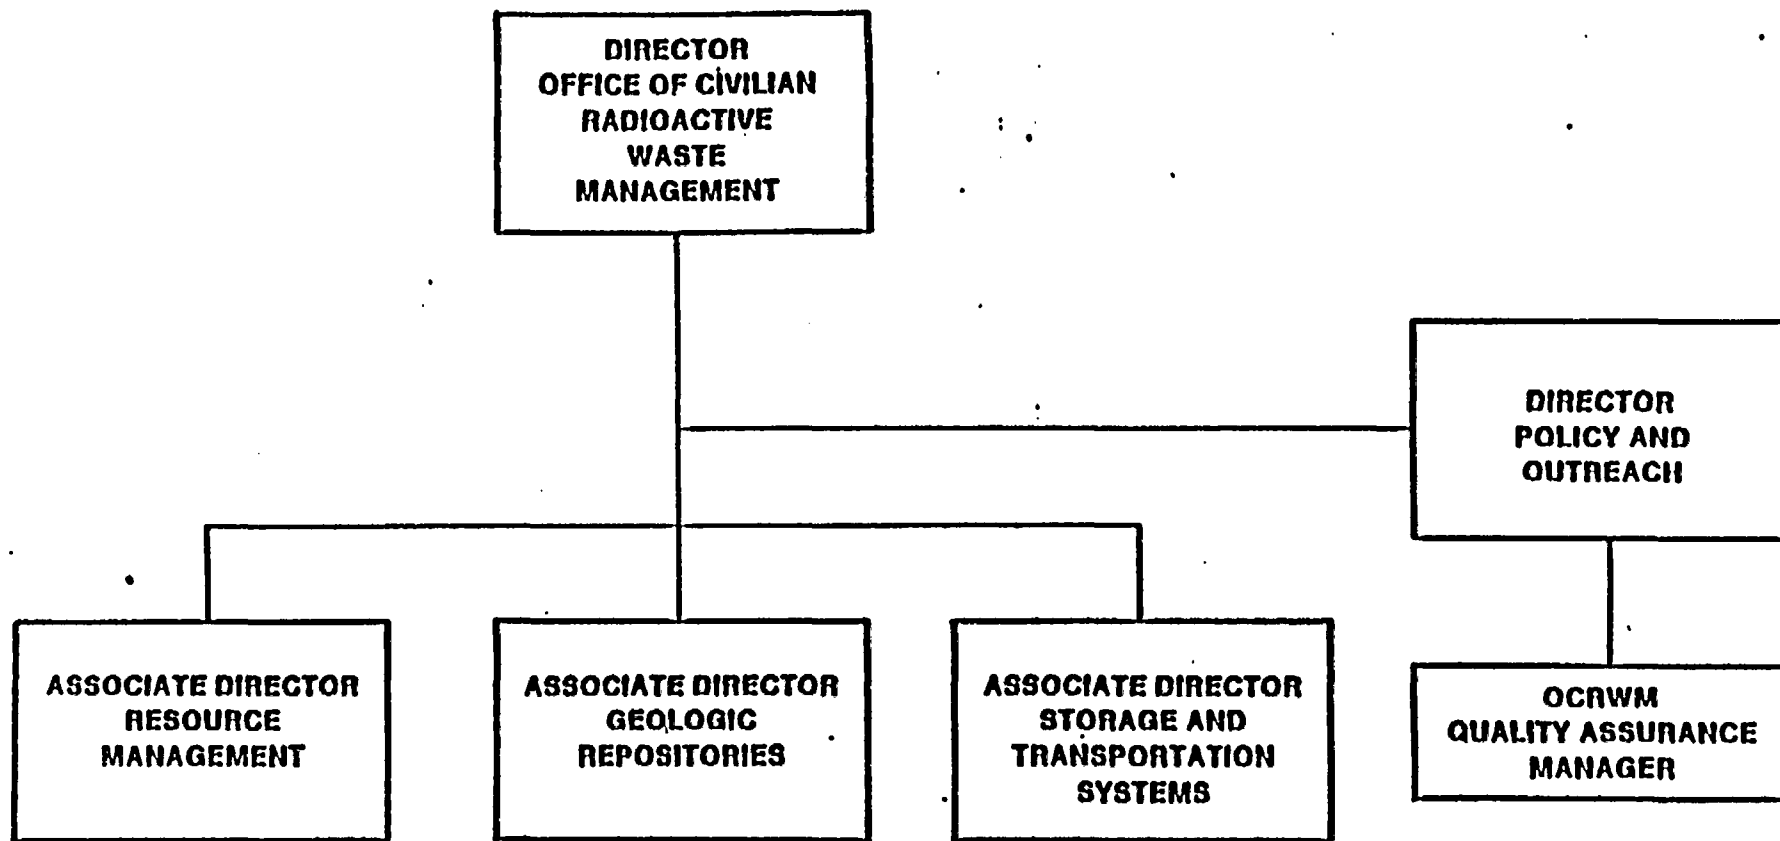 DIRECTOR
OFFICE OF CIVILIAN
RADIOACTIVE
WASTE
MANAGEMENT
DIRECTOR
POLICY AND
OUTREACH
ASSOCIATE DIRECTOR
RESOURCE
MANAGEMENT
ASSOCIATE DIRECTOR
GEOLOGIC
REPOSITORIES
ASSOCIATE DIRECTOR
STORAGE AND
TRANSPORTATION
SYSTEMS
OCRWM
QUALITY ASSURANCE
MANAGER